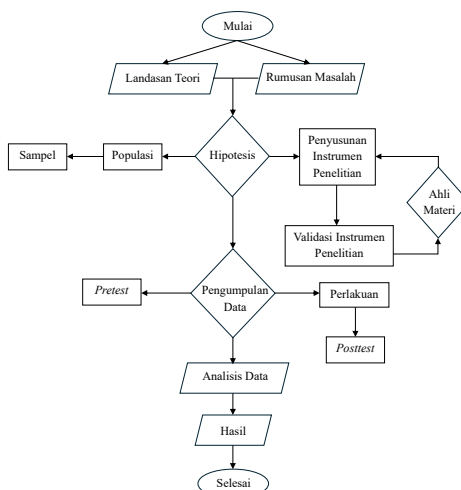 Mulai
Landasan Teori
Rumusan Masalah
Sampel
Populasi
Hipotesis
Penyusunan
Instrumen
Penelitian
Ahli
Materi
Validasi Instrumen
Penelitian
Pretest
Pengumpulan
Data
Perlakuan
Posttest
Analisis Data
Hasil
Selesai